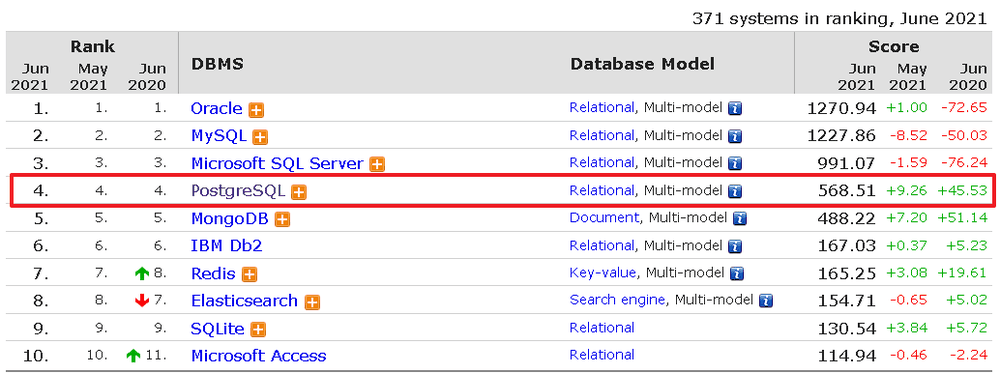 371 systems in ranking, June 2021
Rank DBMS Database Model Score
Jun 2021 May 2021 Jun 2020 Jun 2021 May 2021 Jun 2020
1. 1. 1. Oracle Relational, Multi-model 1270.94 +1.00 -72.65
2. 2. 2. MySQL Relational, Multi-model 1227.86 -8.52 -50.03
3. 3. 3. Microsoft SQL Server Relational, Multi-model 991.07 -1.59 -76.24
4. 4. 4. PostgreSQL Relational, Multi-model 568.51 +9.26 +45.53
5. 5. 5. MongoDB Document, Multi-model 488.22 +7.20 +51.14
6. 6. 6. IBM Db2 Relational, Multi-model 167.03 +0.37 +5.23
7. 7. 8. Redis Key-value, Multi-model 165.25 +3.08 +19.61
8. 8. 7. Elasticsearch Search engine, Multi-model 154.71 -0.65 +5.02
9. 9. 9. SQLite Relational 130.54 +3.84 +5.72
10. 10. 11. Microsoft Access Relational 114.94 -0.46 -2.24